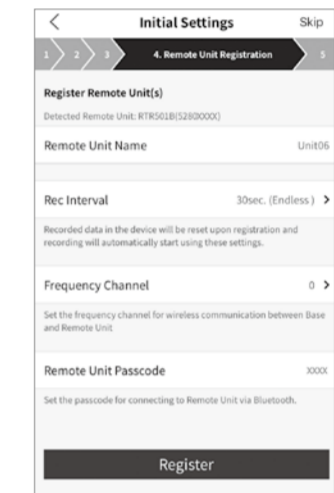 Initial Settings Skip
1 2 3 4. Remote Unit Registration 5
Register Remote Unit(s)
Detected Remote Unit: RTR501B(5280XXXX)
Remote Unit Name Unit06
Rec Interval 30sec. (Endless)
Recorded data in the device will be reset upon registration and
recording will automatically start using these settings.
Frequency Channel 0
Set the frequency channel for wireless communication between Base
and Remote Unit
Remote Unit Passcode XXXX
Set the passcode for connecting to Remote Unit via Bluetooth.
Register